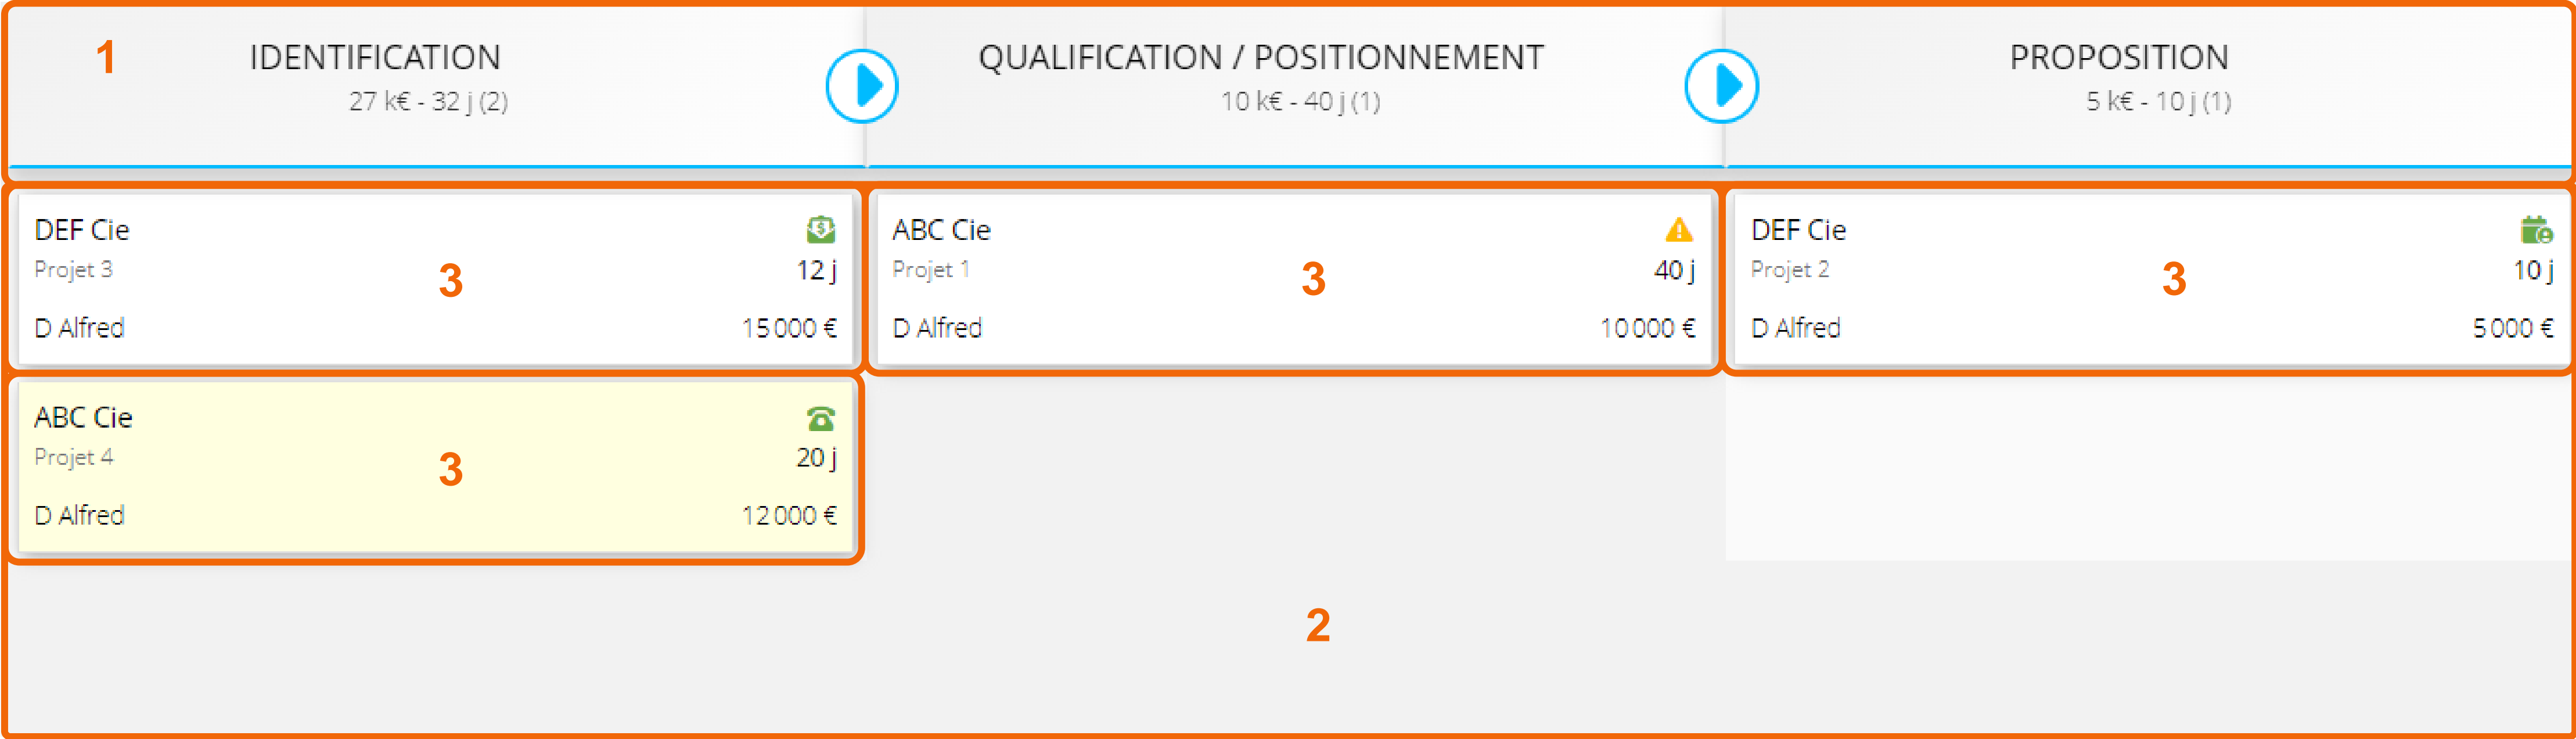 1
IDENTIFICATION
27 k€ - 32 j (2)
QUALIFICATION / POSITIONNEMENT
10 k€ - 40 j (1)
PROPOSITION
5 k€ - 10 j (1)
DEF Cie
Projet 3
12 j
3
D Alfred
15 000 €
ABC Cie
Projet 1
40 j
3
D Alfred
10 000 €
DEF Cie
Projet 2
10 j
3
D Alfred
5 000 €
ABC Cie
Projet 4
20 j
3
D Alfred
12 000 €
2